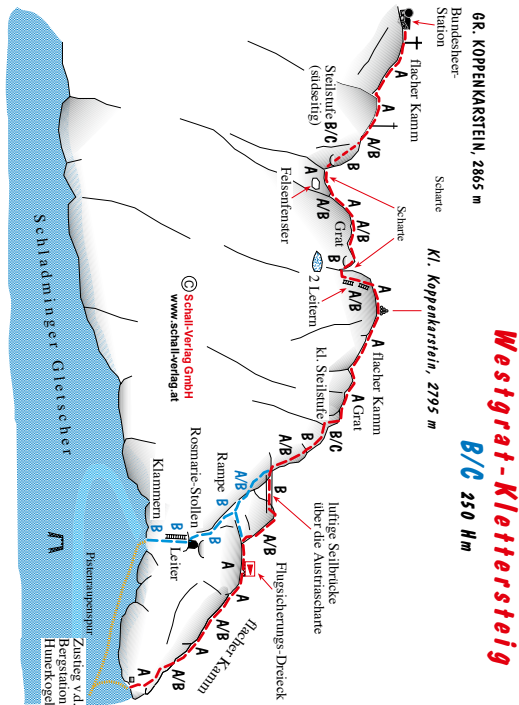 Westgrat-Klettersteig
B/C 250 Hm
GR. KOPPENKARSTEIN, 2865 m
Kl. Koppenkarstein, 2795 m
Bundesheer-
Station
flacher Kamm
A
A
A/B
Steilstufe B/C
(südseitig)
B
Scharte
A
Felsenfenster
A/B
A
A/B
Grat
Scharte
B
2 Leitern
A/B
A
A
flacher Kamm
A
Grat
kl. Steilstufe
B/C
B
A/B
luftige Seilbrücke
über die Austriascharte
B
A/B
Flugsicherungs-Dreieck
A
A
A/B
flacher Kamm
A
A/B
A
A/B
Rampe B
Rosmarie-Stollen
B
Leiter
B
Klammern B
Pistenraupenspur
Zustieg v.d.
Bergstation
Hunerkogel
Schladminger Gletscher
© Schall-Verlag GmbH
www.schall-verlag.at